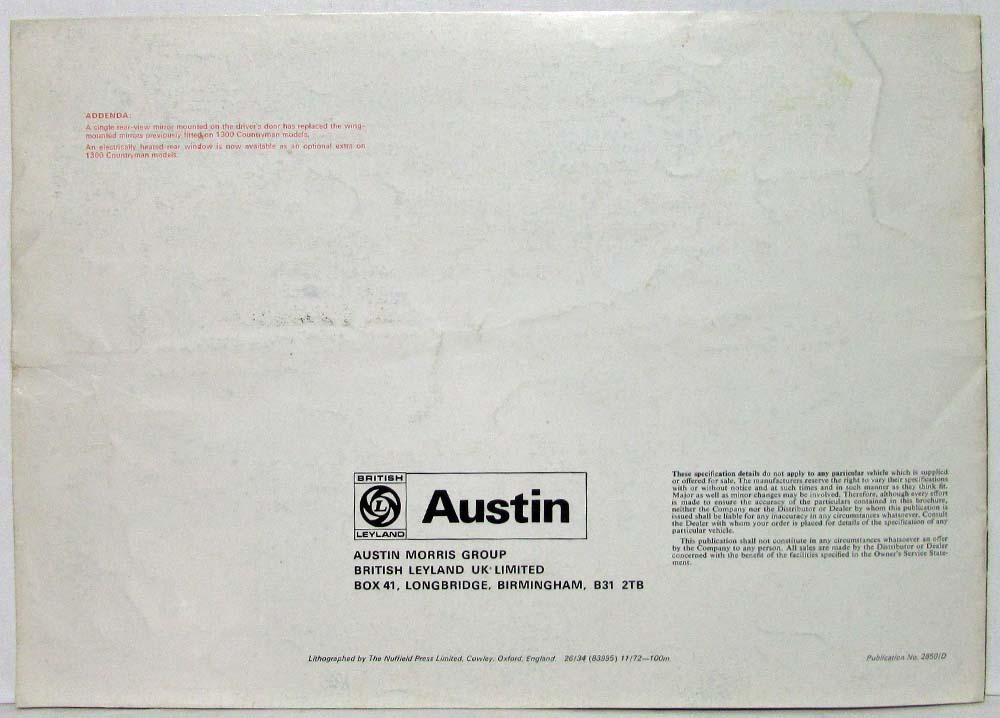 ADDENDA:
A single rear-view mirror mounted on the driver's door has replaced the wing-
mounted mirrors previously fitted on 1300 Countryman models.
An electrically heated rear window is now available as an optional extra on
1300 Countryman models.
BRITISH
LEYLAND
Austin
AUSTIN MORRIS GROUP
BRITISH LEYLAND UK LIMITED
BOX 41, LONGBRIDGE, BIRMINGHAM, B31 2TB
These specification details do not apply to any particular vehicle which is supplied
or offered for sale. The manufacturers reserve the right to vary their specifications
with or without notice and at such times and in such manner as they think fit.
Major as well as minor changes may be involved. Therefore, although every effort
is made to ensure the accuracy of the particulars contained in this brochure,
neither the Company nor the Distributor or Dealer by whom this publication is
issued shall be liable for any inaccuracy in any circumstances whatsoever. Consult
the Dealer with whom your order is placed for details of the specification of any
particular vehicle.
This publication shall not constitute in any circumstances whatsoever an offer
by the Company to any person. All sales are made by the Distributor or Dealer
concerned with the benefit of the facilities specified in the Owner's Service State-
ment.
Lithographed by The Nuffield Press Limited, Cowley, Oxford, England. 26/34 (83995) 11/72—100m
Publication No. 2850/D